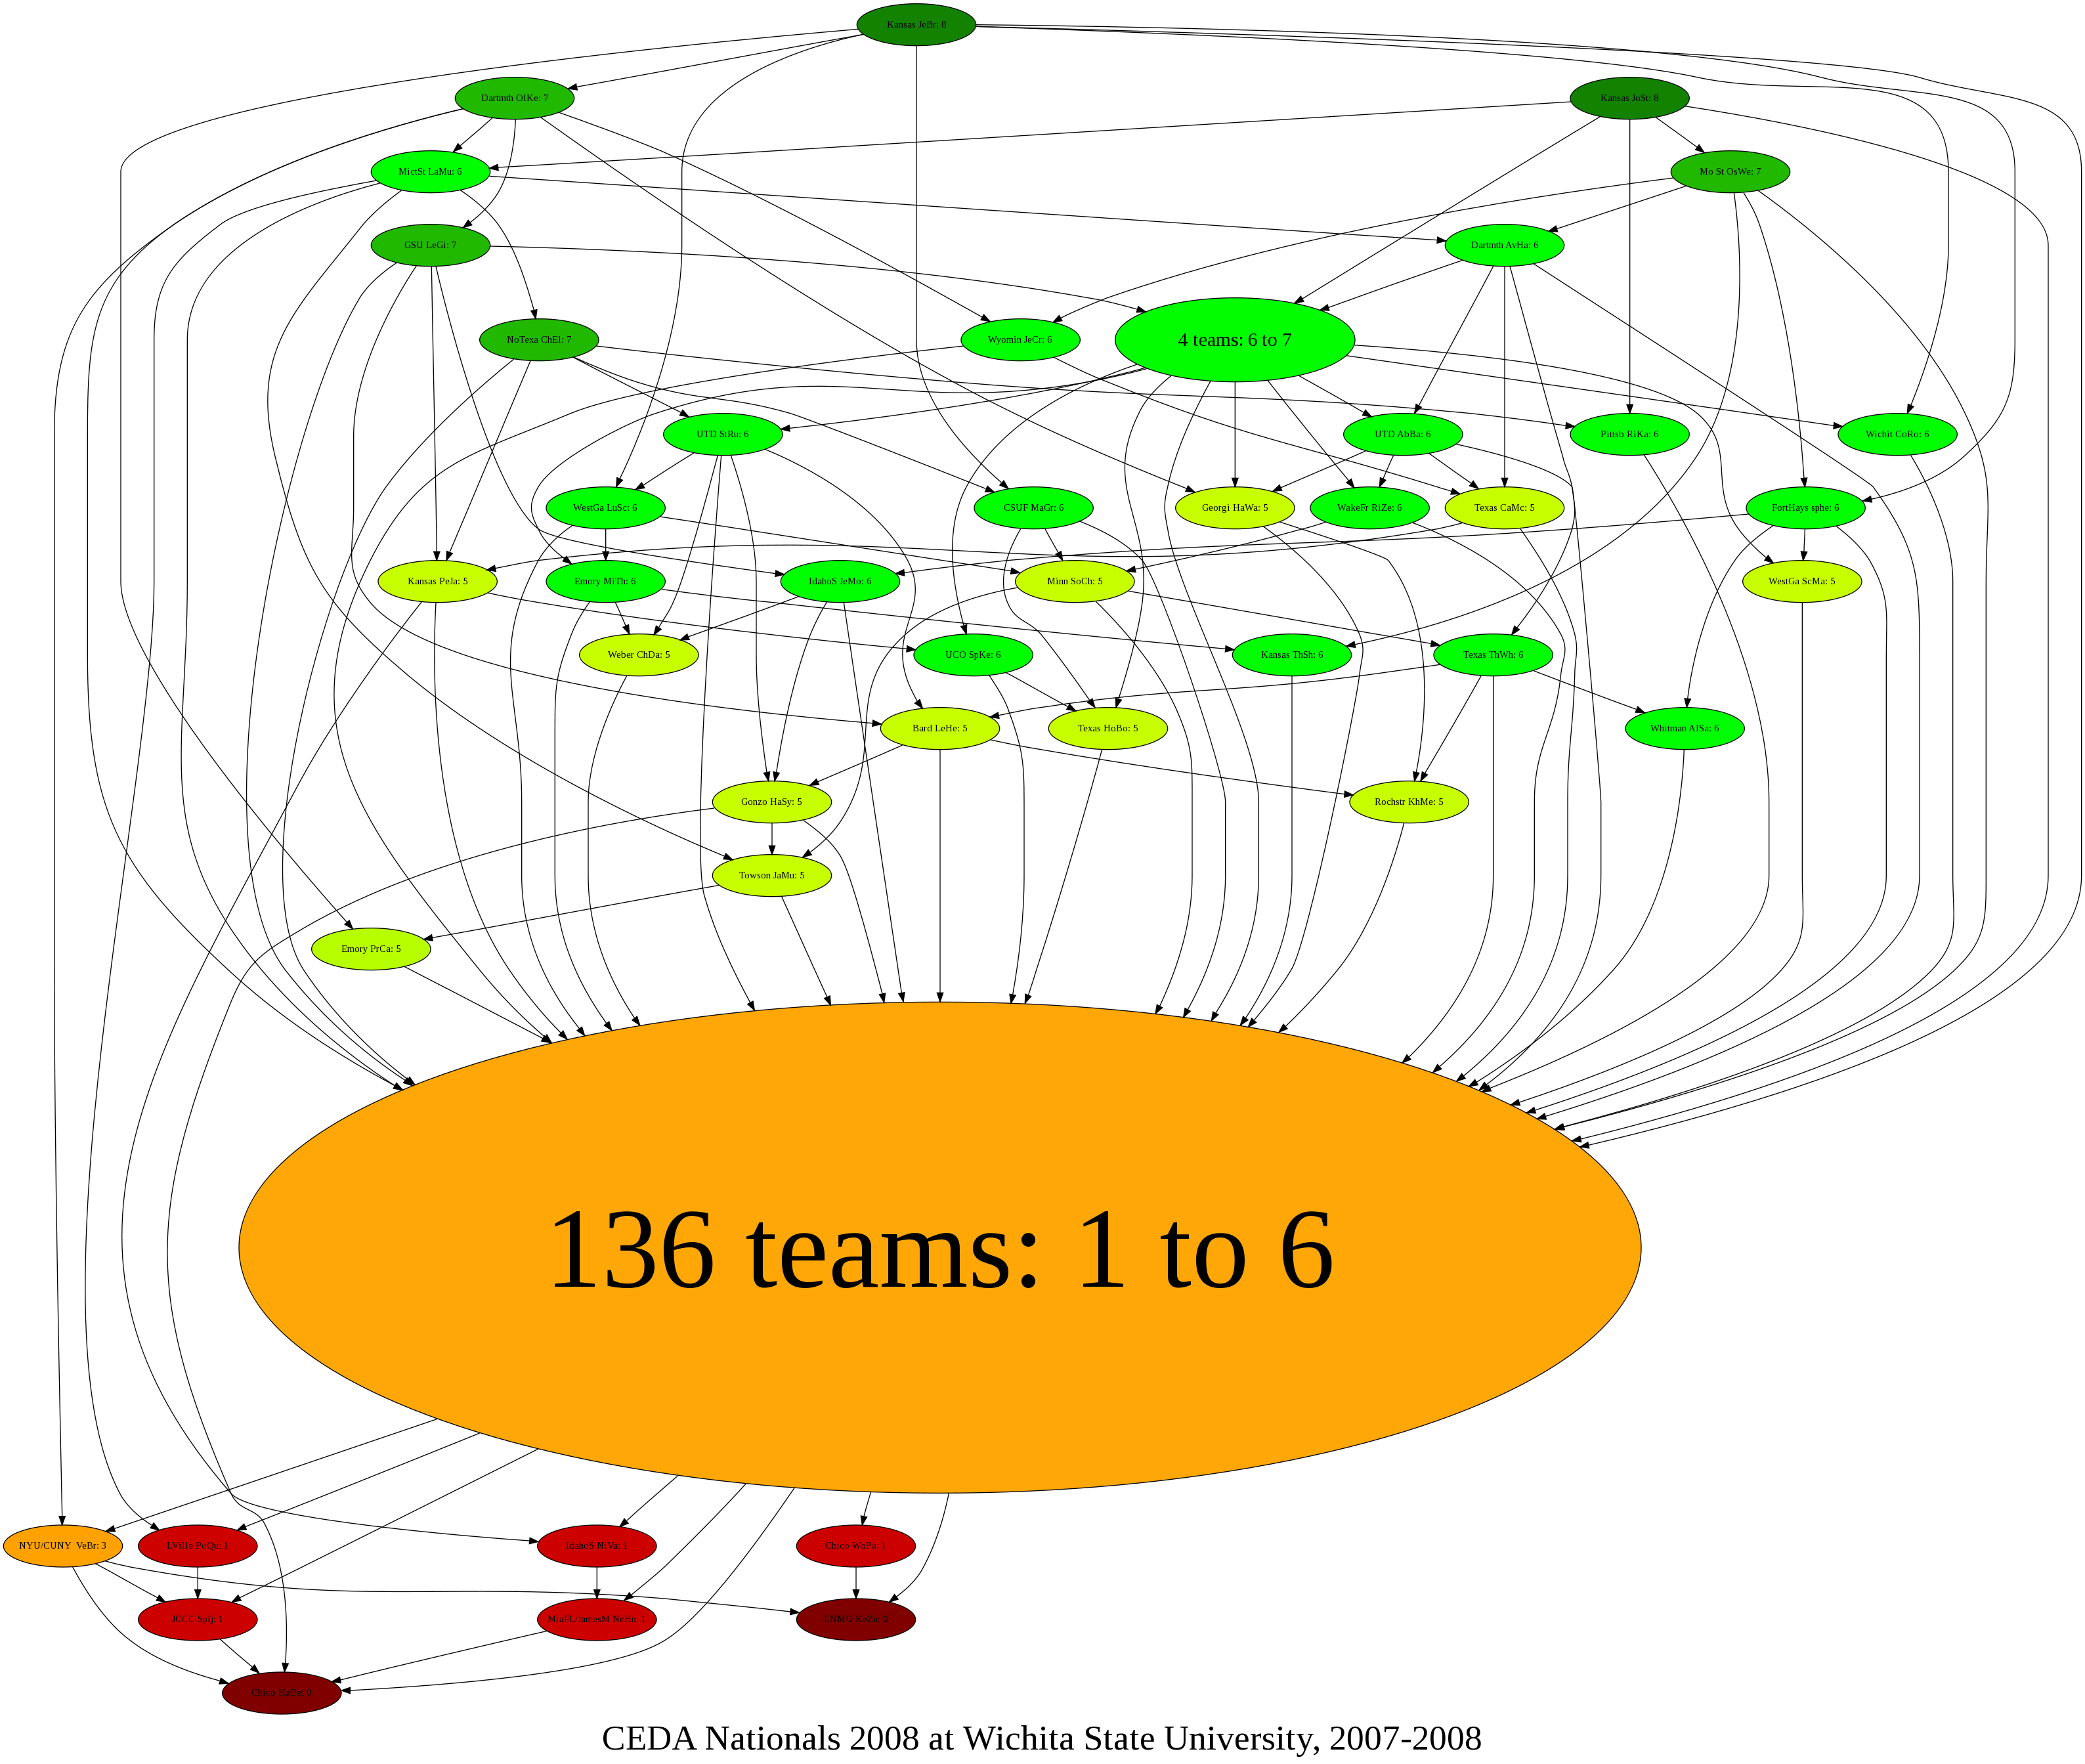 Kansas JeBr: 8
Dartmth OlKe: 7
Kansas JoSt: 8
MictSt LaMu: 6
Mo St OsWe: 7
GSU LeGi: 7
Dartmth AvHa: 6
NoTexa ChEl: 7
Wyomin JeCr: 6
4 teams: 6 to 7
UTD StRu: 6
UTD AbBa: 6
Pittsb RiKa: 6
Wichit CoRo: 6
WestGa LuSc: 6
CSUF MaGr: 6
Georgi HaWa: 5
WakeFr RiZe: 6
Texas CaMc: 5
FortHays sphe: 6
Kansas PeJa: 5
Emory MiTh: 6
IdahoS JeMo: 6
Minn SoCh: 5
WestGa ScMa: 5
Weber ChDa: 5
UCO SpKe: 6
Kansas ThSh: 6
Texas ThWh: 6
Bard LeHe: 5
Texas HoBo: 5
Whitman AlSa: 6
Gonzo HaSy: 5
Rochstr KhMe: 5
Towson JaMu: 5
Emory PrCa: 5
136 teams: 1 to 6
NYU/CUNY VeBr: 3
LVille PoQu: 1
IdahoS NiVa: 1
Chico WoPa: 1
JCCC SpIj: 1
MiaFL/JamesM NeHn: 1
ENMU KeZu: 0
Chico HaBe: 0
CEDA Nationals 2008 at Wichita State University, 2007-2008